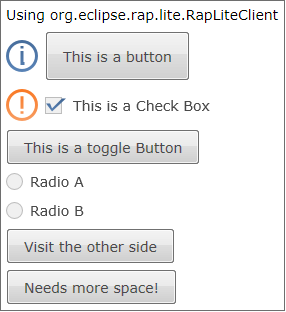 Using org.eclipse.rap.lite.RapLiteClient
This is a button
This is a Check Box
This is a toggle Button
Radio A
Radio B
Visit the other side
Needs more space!